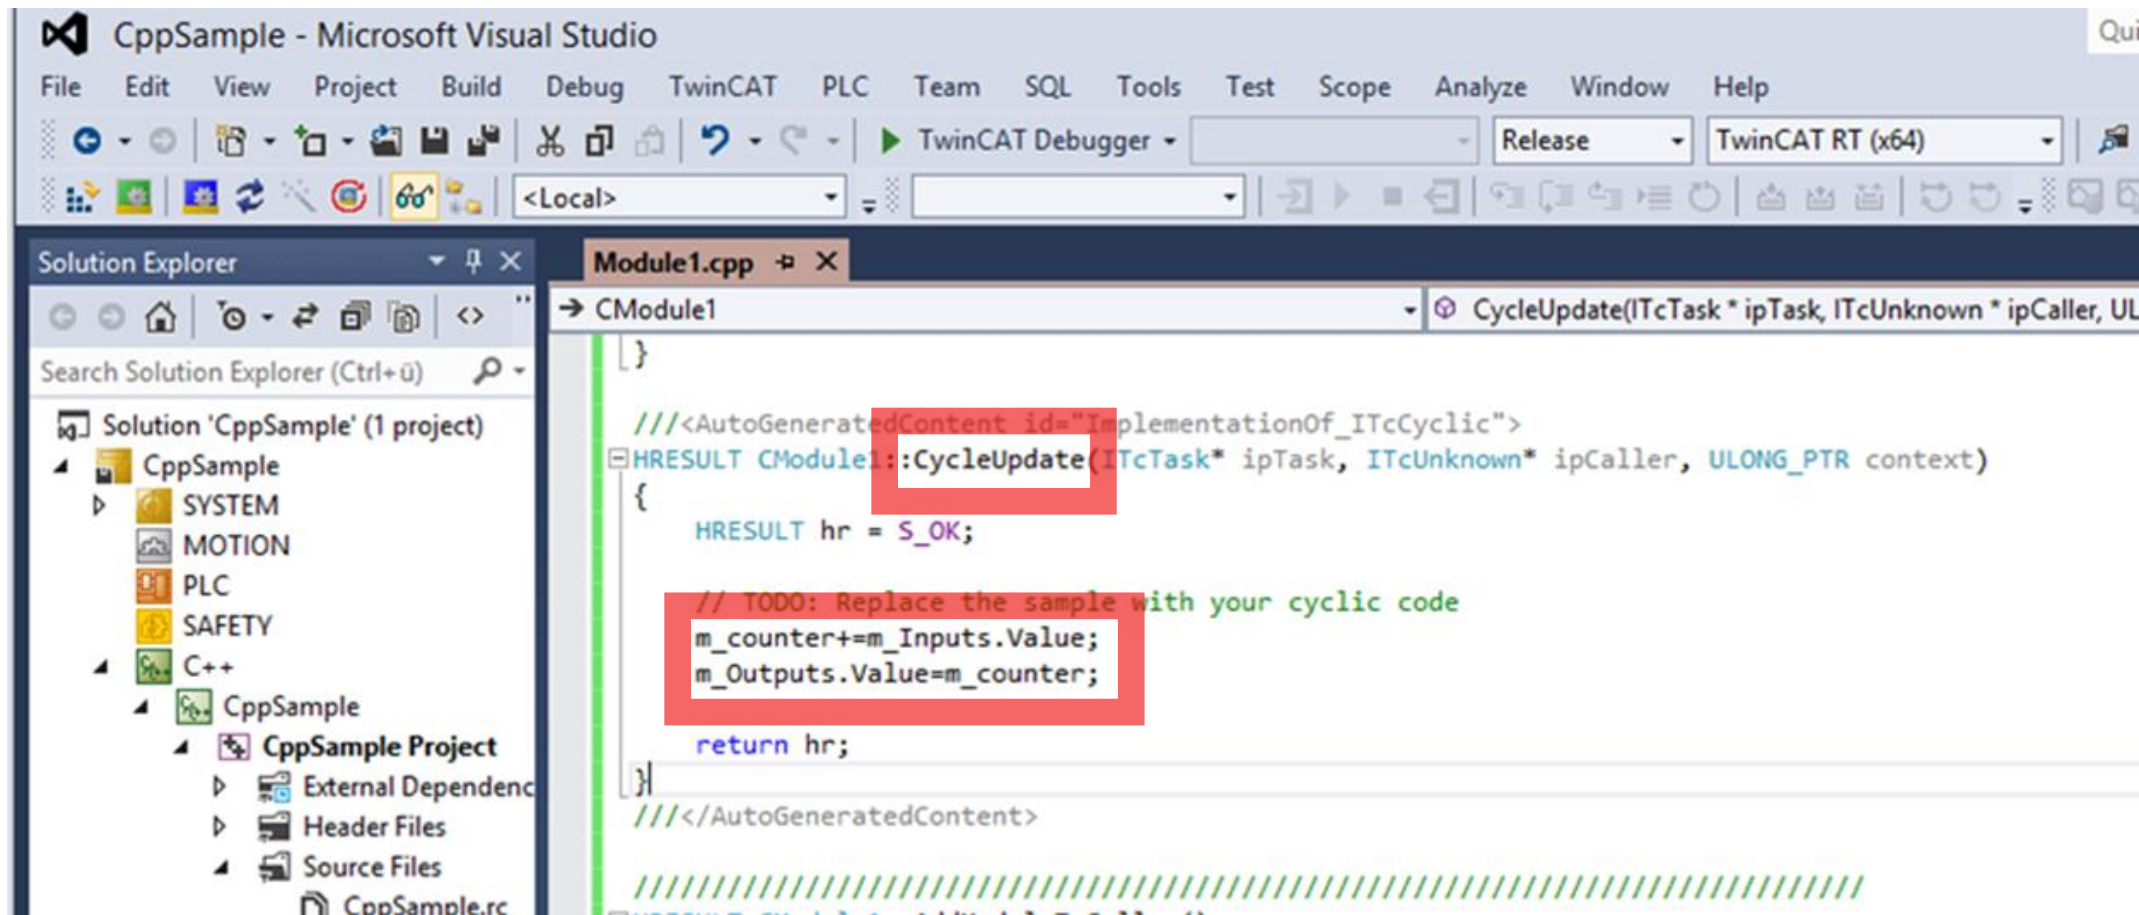 CppSample - Microsoft Visual Studio
Qui
File Edit View Project Build Debug TwinCAT PLC Team SQL Tools Test Scope Analyze Window Help
TwinCAT Debugger Release TwinCAT RT (x64)
<Local>
Solution Explorer
Module1.cpp
CModule1
CycleUpdate(ITcTask * ipTask, ITcUnknown * ipCaller, UL
Search Solution Explorer (Ctrl+ü)
Solution 'CppSample' (1 project)
CppSample
SYSTEM
MOTION
PLC
SAFETY
C++
CppSample
CppSample Project
External Dependenc
Header Files
Source Files
CppSample.rc
}
///<AutoGeneratedContent id="ImplementationOf_ITcCyclic">
HRESULT CModule1::CycleUpdate(ITcTask* ipTask, ITcUnknown* ipCaller, ULONG_PTR context)
{
HRESULT hr = S_OK;
// TODO: Replace the sample with your cyclic code
m_counter+=m_Inputs.Value;
m_Outputs.Value=m_counter;
return hr;
}
///</AutoGeneratedContent>
///////////////////////////////////////////////////////////////////////////////